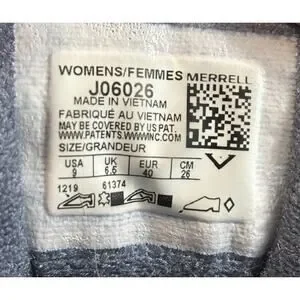 WOMENS/FEMMES MERRELL
J06026
MADE IN VIETNAM
FABRIQUÉ AU VIETNAM
MAY BE COVERED BY US PAT.
WWW.PATENTS.WWWINC.COM
SIZE/GRANDEUR
USA UK EUR CM
9 6.5 40 26
1219 61374